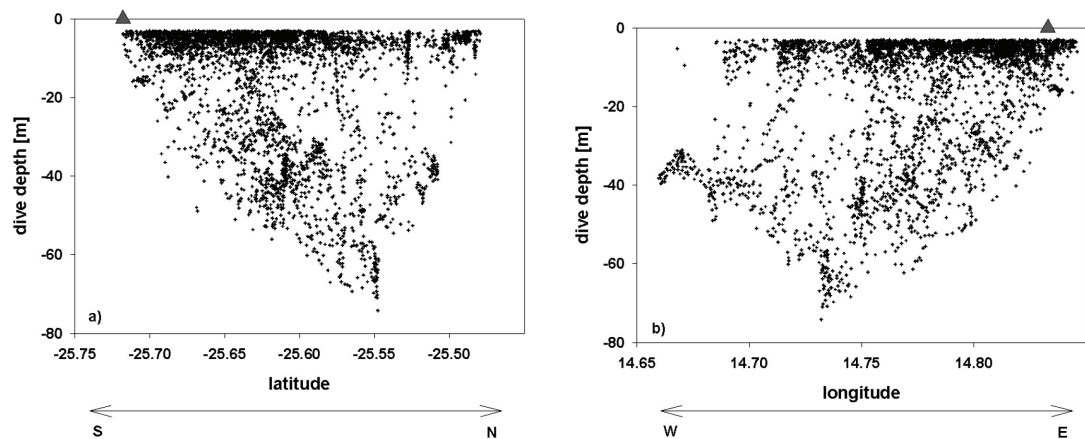 0
-20
-40
-60
-80
dive depth [m]
a)
-25.75 -25.70 -25.65 -25.60 -25.55 -25.50
latitude
S N
0
-20
-40
-60
-80
dive depth [m]
b)
14.65 14.70 14.75 14.80
longitude
W E